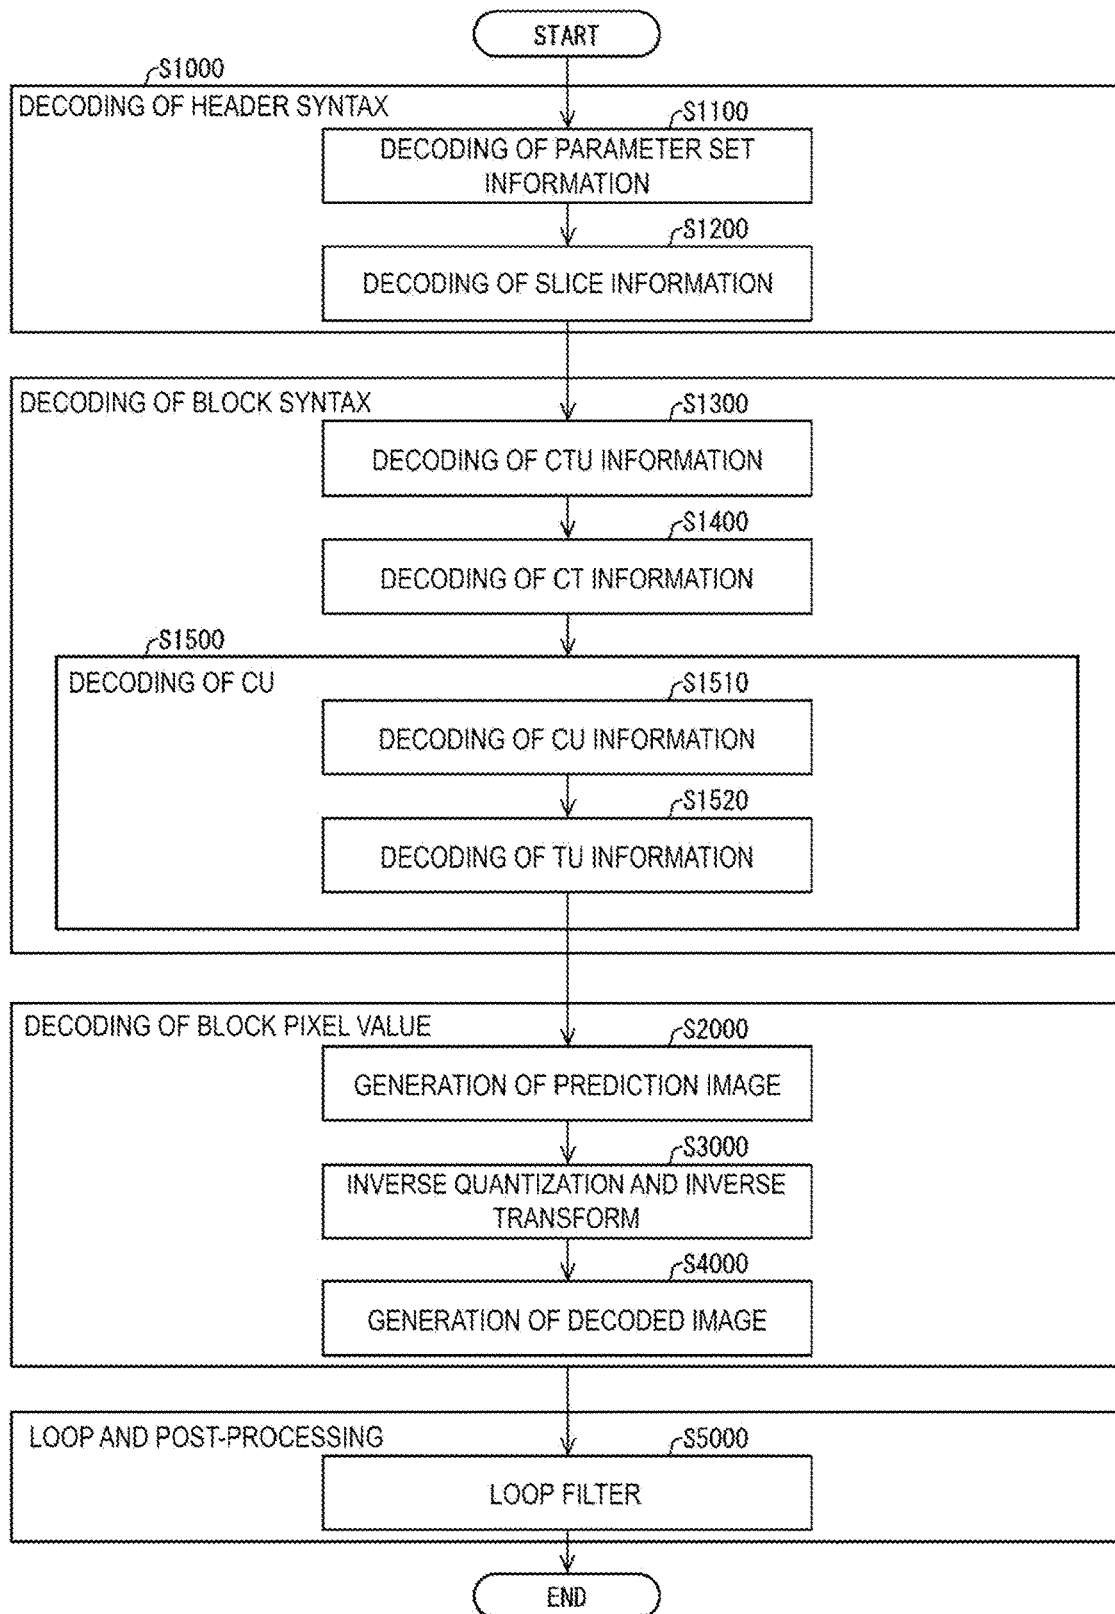 START
S1000
DECODING OF HEADER SYNTAX
S1100
DECODING OF PARAMETER SET
INFORMATION
S1200
DECODING OF SLICE INFORMATION
DECODING OF BLOCK SYNTAX
S1300
DECODING OF CTU INFORMATION
S1400
DECODING OF CT INFORMATION
S1500
DECODING OF CU
S1510
DECODING OF CU INFORMATION
S1520
DECODING OF TU INFORMATION
DECODING OF BLOCK PIXEL VALUE
S2000
GENERATION OF PREDICTION IMAGE
S3000
INVERSE QUANTIZATION AND INVERSE
TRANSFORM
S4000
GENERATION OF DECODED IMAGE
LOOP AND POST-PROCESSING
S5000
LOOP FILTER
END